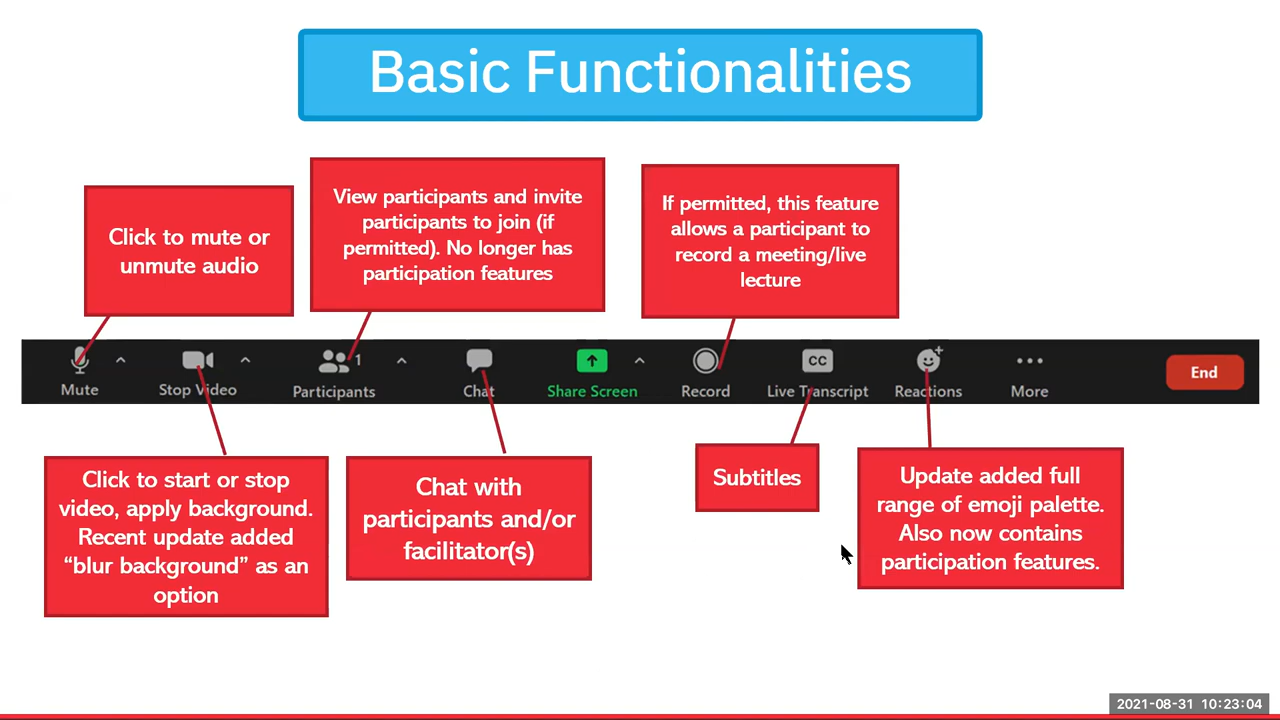 Basic Functionalities
Click to mute or
unmute audio
View participants and invite
participants to join (if
permitted). No longer has
participation features
If permitted, this feature
allows a participant to
record a meeting/live
lecture
Mute
Stop Video
1
Participants
Chat
Share Screen
Record
CC
Live Transcript
Reactions
More
End
Click to start or stop
video, apply background.
Recent update added
“blur background” as an
option
Chat with
participants and/or
facilitator(s)
Subtitles
Update added full
range of emoji palette.
Also now contains
participation features.
2021-08-31 10:23:04